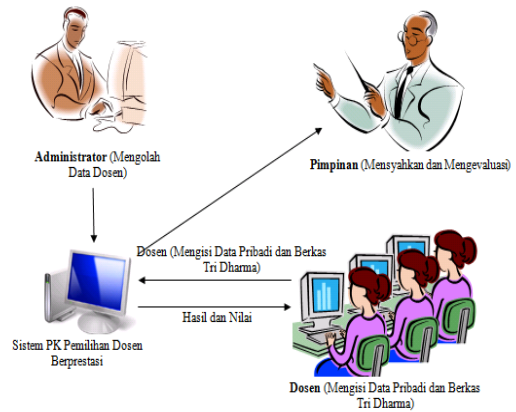 Administrator (Mengolah
Data Dosen)
Pimpinan (Mensyahkan dan Mengevaluasi)
Dosen (Mengisi Data Pribadi dan Berkas
Tri Dharma)
Hasil dan Nilai
Sistem PK Pemilihan Dosen
Berprestasi
Dosen (Mengisi Data Pribadi dan Berkas
Tri Dharma)